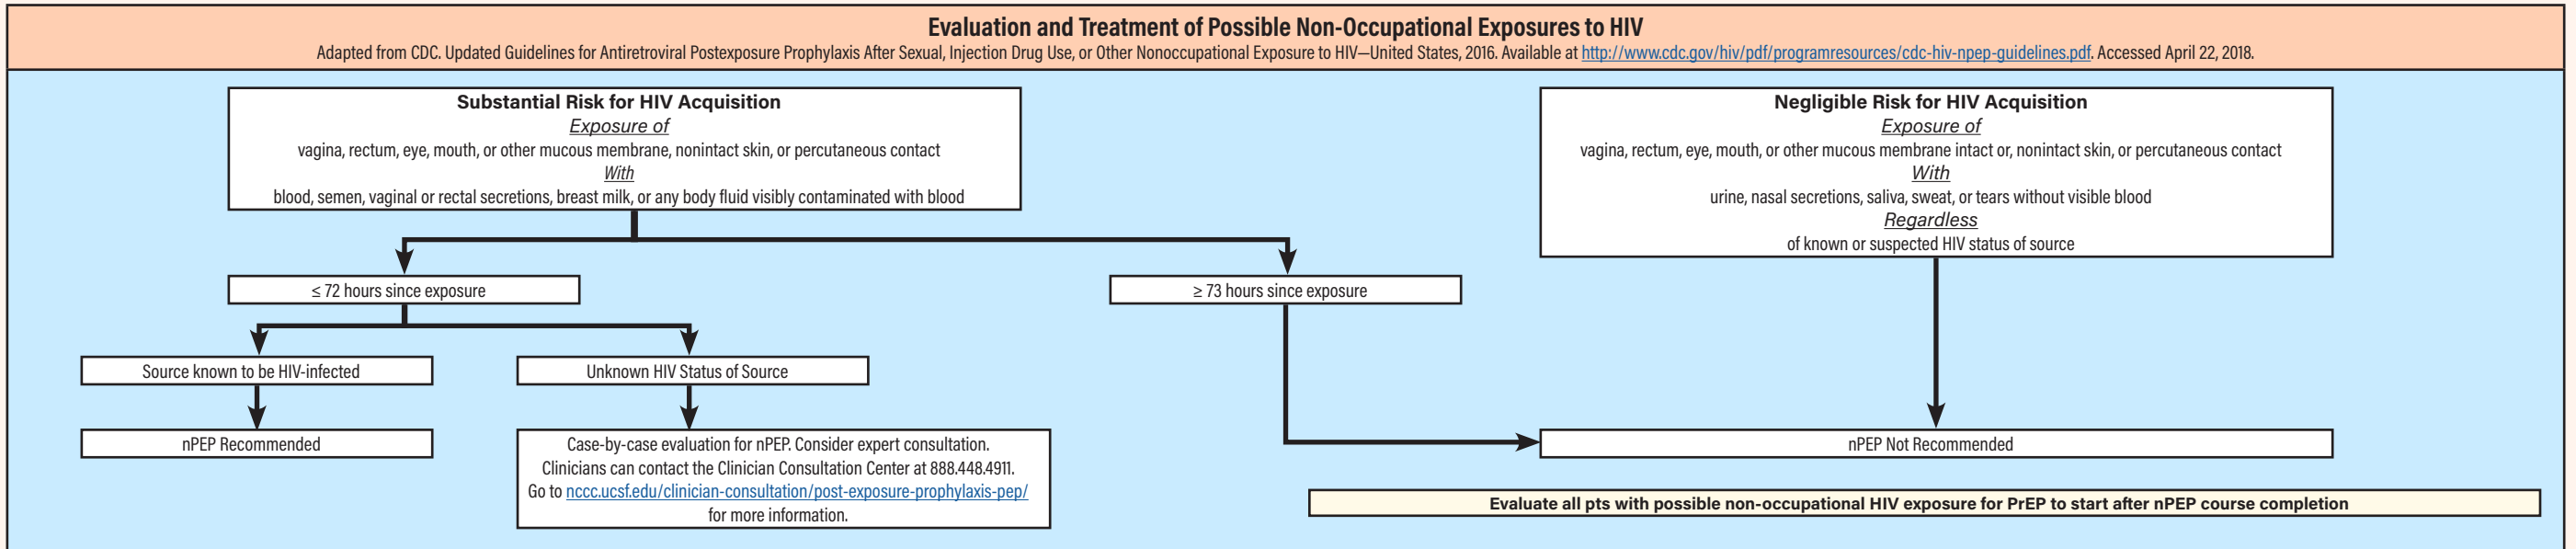 Evaluation and Treatment of Possible Non-Occupational Exposures to HIV
Adapted from CDC. Updated Guidelines for Antiretroviral Postexposure Prophylaxis After Sexual, Injection Drug Use, or Other Nonoccupational Exposure to HIV—United States, 2016. Available at http://www.cdc.gov/hiv/pdf/programresources/cdc-hiv-npep-guidelines.pdf. Accessed April 22, 2018.
Substantial Risk for HIV Acquisition
Exposure of
vagina, rectum, eye, mouth, or other mucous membrane, nonintact skin, or percutaneous contact
With
blood, semen, vaginal or rectal secretions, breast milk, or any body fluid visibly contaminated with blood
Negligible Risk for HIV Acquisition
Exposure of
vagina, rectum, eye, mouth, or other mucous membrane intact or, nonintact skin, or percutaneous contact
With
urine, nasal secretions, saliva, sweat, or tears without visible blood
Regardless
of known or suspected HIV status of source
≤ 72 hours since exposure
≥ 73 hours since exposure
Source known to be HIV-infected
Unknown HIV Status of Source
nPEP Recommended
Case-by-case evaluation for nPEP. Consider expert consultation.
Clinicians can contact the Clinician Consultation Center at 888.448.4911.
Go to nccc.ucsf.edu/clinician-consultation/post-exposure-prophylaxis-pep/
for more information.
nPEP Not Recommended
Evaluate all pts with possible non-occupational HIV exposure for PrEP to start after nPEP course completion